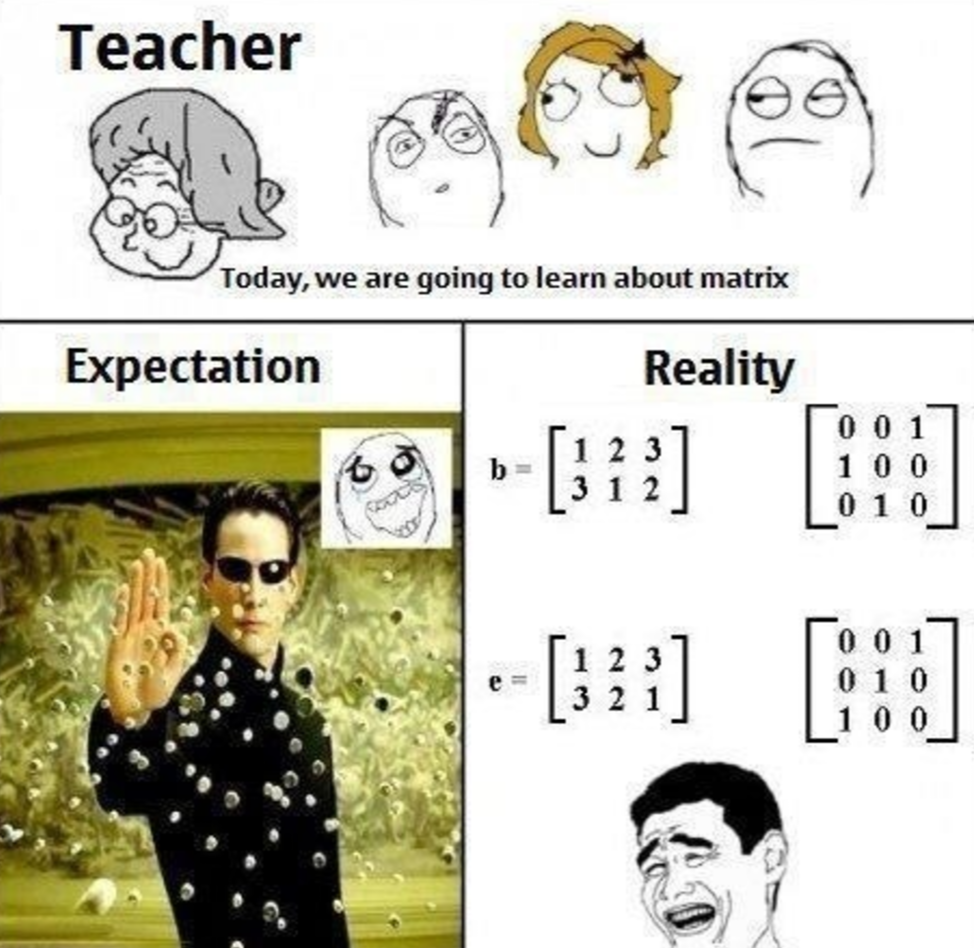 Teacher
Today, we are going to learn about matrix
Expectation
Reality
b = [ 1 2 3
3 1 2 ]
[ 0 0 1
1 0 0
0 1 0 ]
e = [ 1 2 3
3 2 1 ]
[ 0 0 1
0 1 0
1 0 0 ]